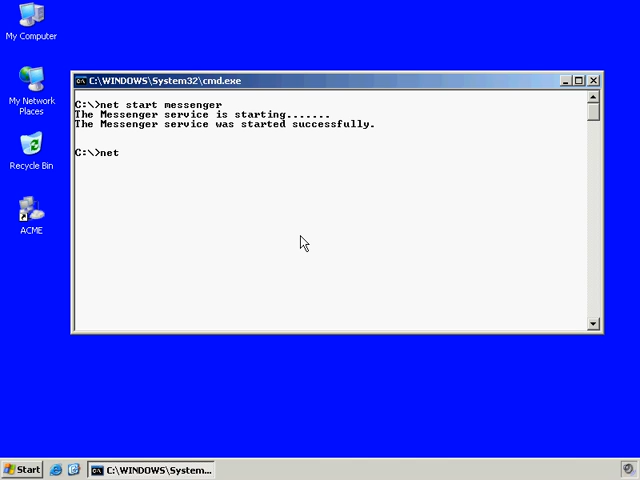 My Computer
My Network
Places
Recycle Bin
ACME
C:\WINDOWS\System32\cmd.exe
C:\>net start messenger
The Messenger service is starting.......
The Messenger service was started successfully.
C:\>net
Start
C:\WINDOWS\System...